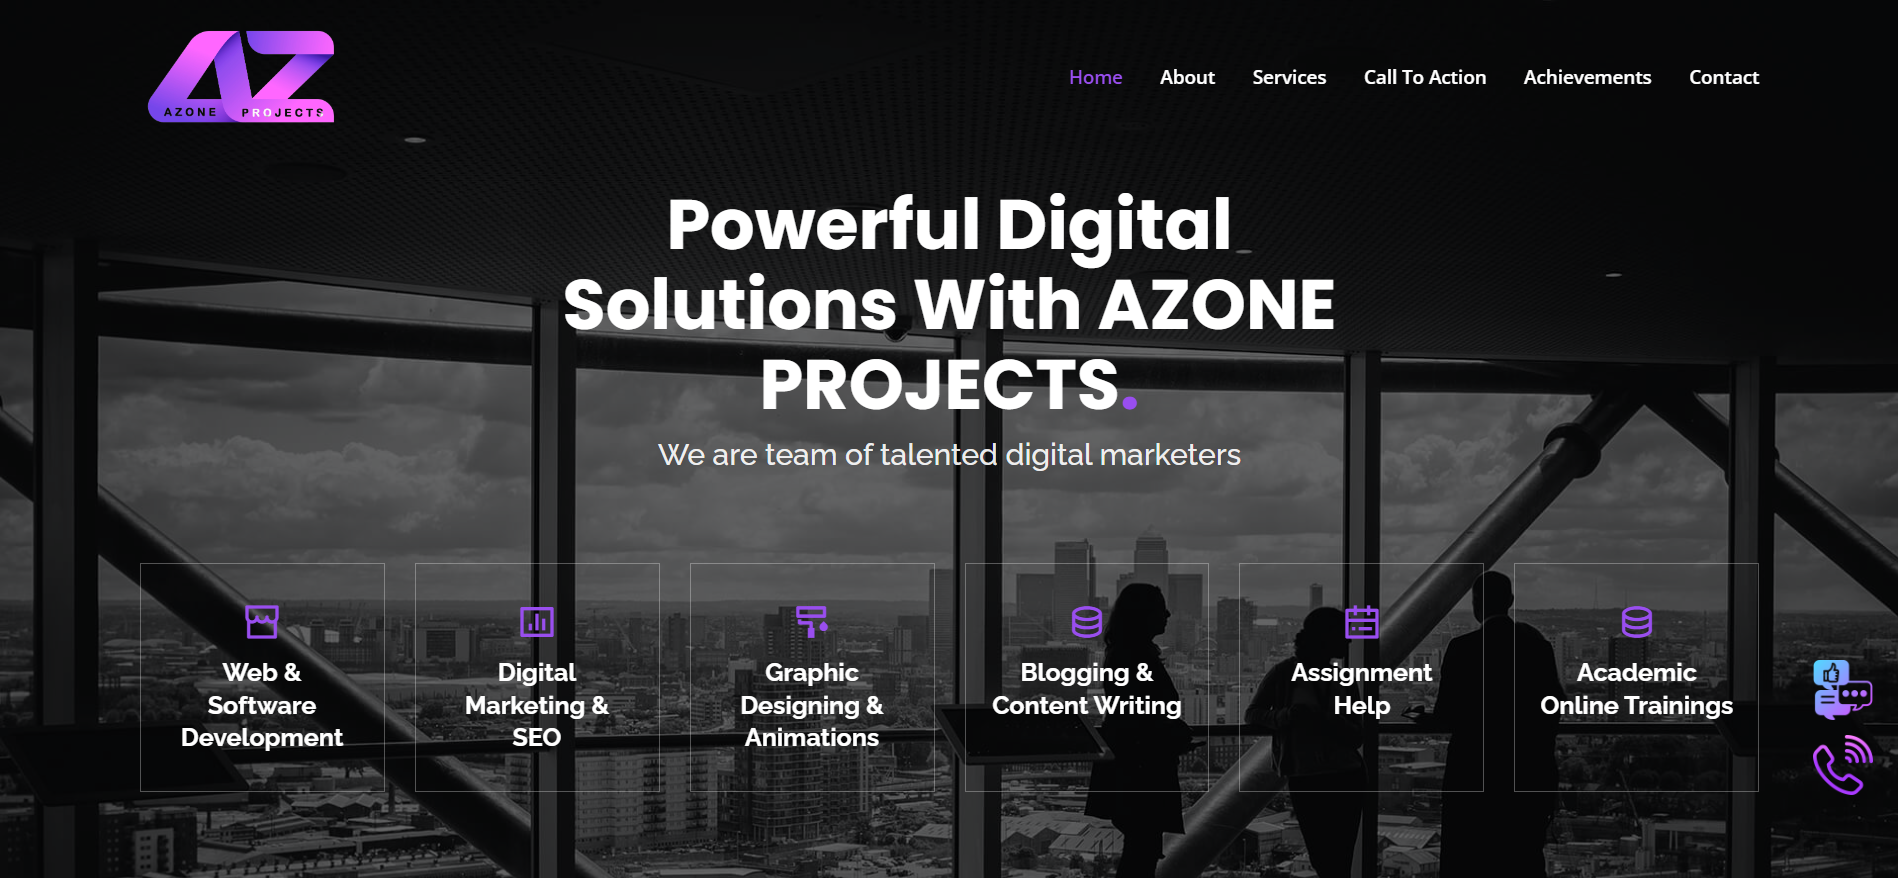 AZONE PROJECTS
Home About Services Call To Action Achievements Contact
Powerful Digital
Solutions With AZONE
PROJECTS.
We are team of talented digital marketers
Web &
Software
Development
Digital
Marketing &
SEO
Graphic
Designing &
Animations
Blogging &
Content Writing
Assignment
Help
Academic
Online Trainings